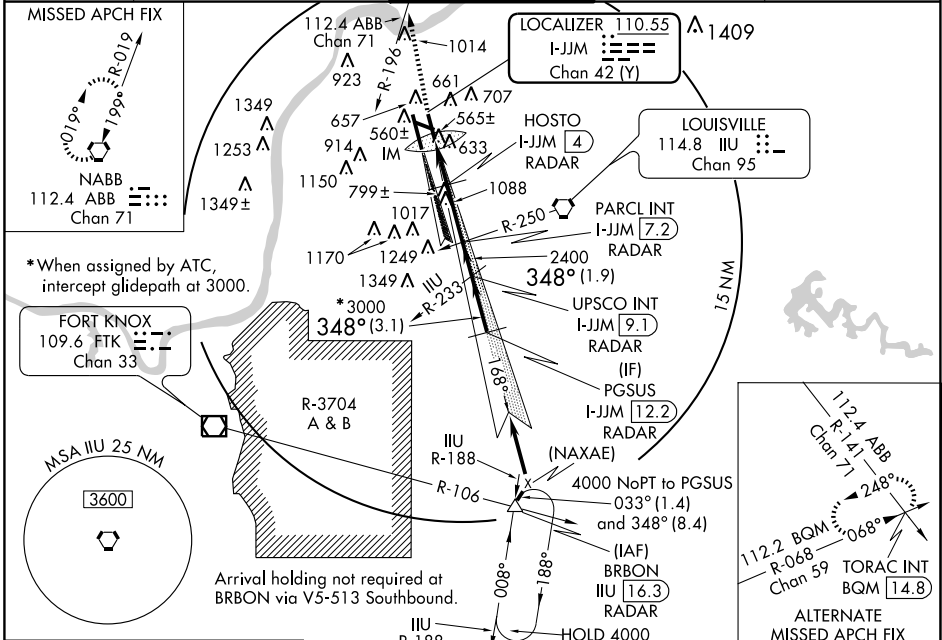 MISSED APCH FIX
R-019
019°
199°
NABB
112.4 ABB
Chan 71
112.4 ABB
Chan 71
R-196
1014
LOCALIZER 110.55
I-JJM
Chan 42 (Y)
1409
923
661
707
1349
657
565±
1253
560±
IM
633
914
1150
1349±
799±
1088
HOSTO
I-JJM 4
RADAR
LOUISVILLE
114.8 IIU
Chan 95
1017
R-250
PARCL INT
I-JJM 7.2
RADAR
1170
1249
2400
348° (1.9)
1349
IIU
R-233
15 NM
*When assigned by ATC,
intercept glidepath at 3000.
*3000
348° (3.1)
UPSCO INT
I-JJM 9.1
RADAR
FORT KNOX
109.6 FTK
Chan 33
168°
(IF)
PGSUS
I-JJM 12.2
RADAR
R-3704
A & B
MSA IIU 25 NM
3600
IIU
R-188
(NAXAE)
X
R-106
4000 NoPT to PGSUS
033° (1.4)
and 348° (8.4)
(IAF)
BRBON
IIU 16.3
RADAR
008°
188°
Arrival holding not required at
BRBON via V5-513 Southbound.
IIU
R-188
HOLD 4000
112.4 ABB
R-141
Chan 71
248°
068°
112.2 BQM
R-068
Chan 59
TORAC INT
BQM 14.8
ALTERNATE
MISSED APCH FIX